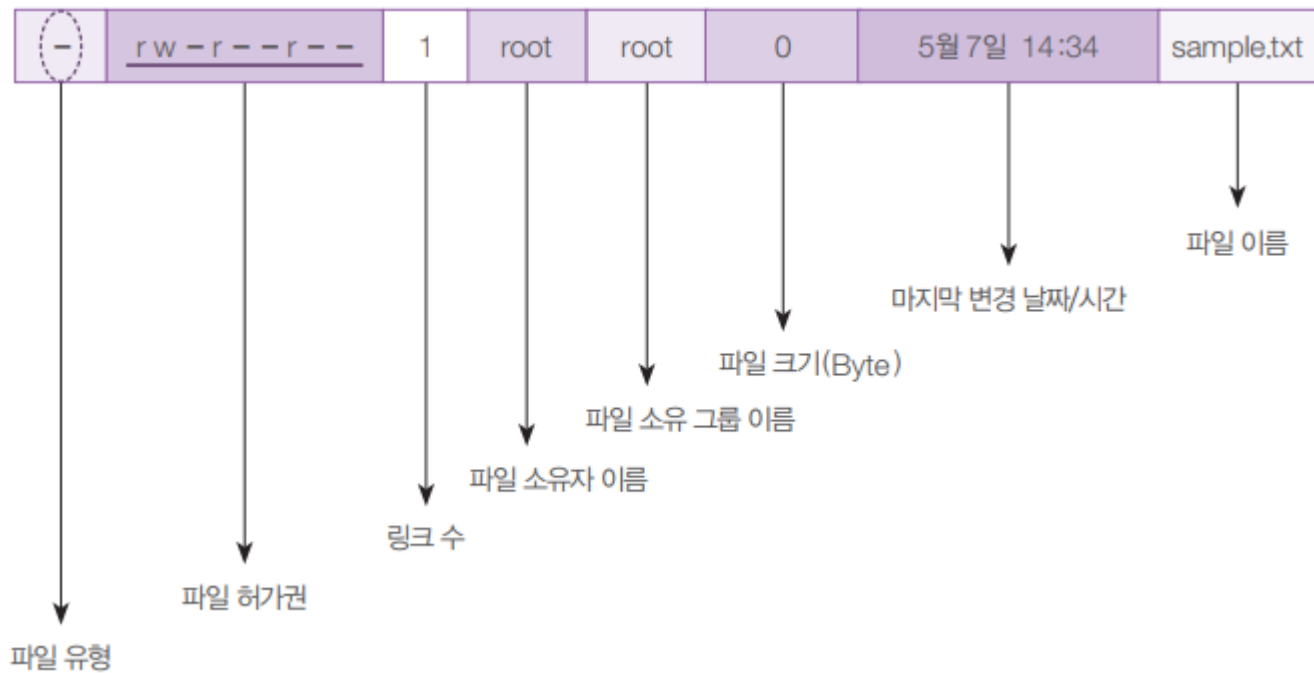 – rw–r--r-- 1 root root 0 5월 7일 14:34 sample.txt
파일 이름
마지막 변경 날짜/시간
파일 크기(Byte)
파일 소유 그룹 이름
파일 소유자 이름
링크 수
파일 허가권
파일 유형